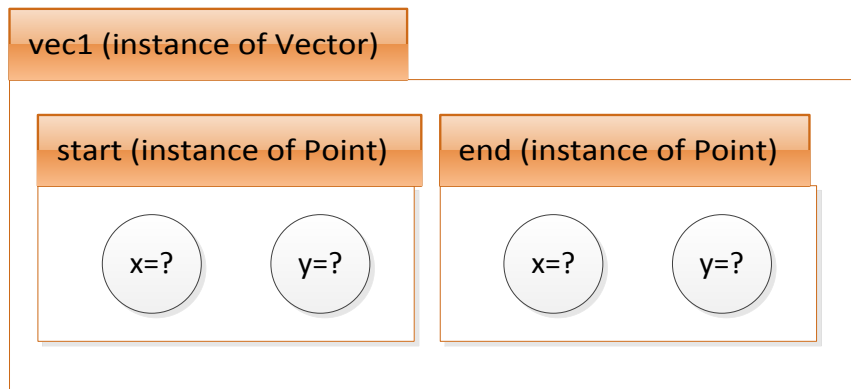 vec1 (instance of Vector)
start (instance of Point)
end (instance of Point)
x=?
y=?
x=?
y=?